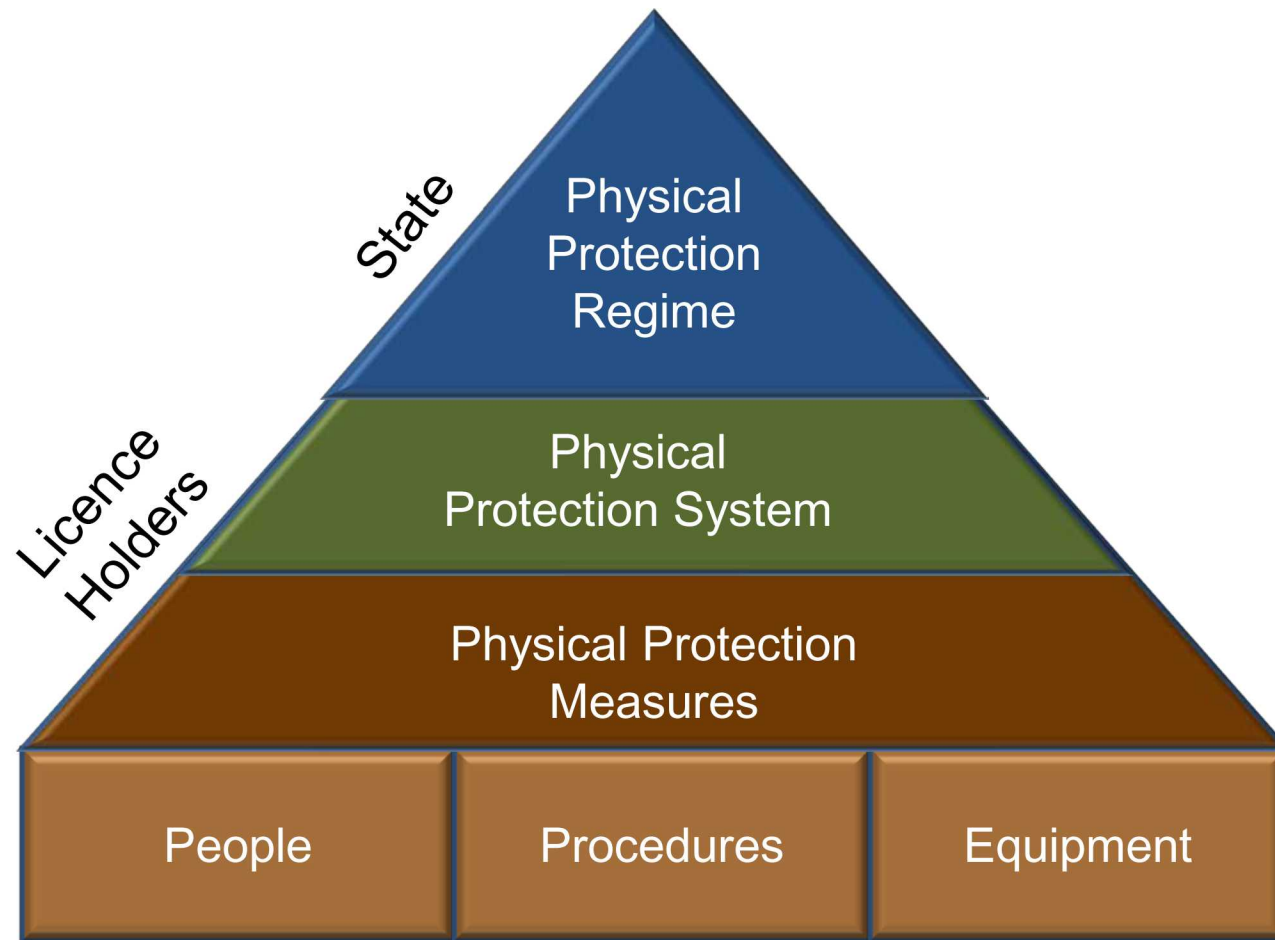 State
Physical
Protection
Regime
Licence
Holders
Physical
Protection System
Physical Protection
Measures
People
Procedures
Equipment